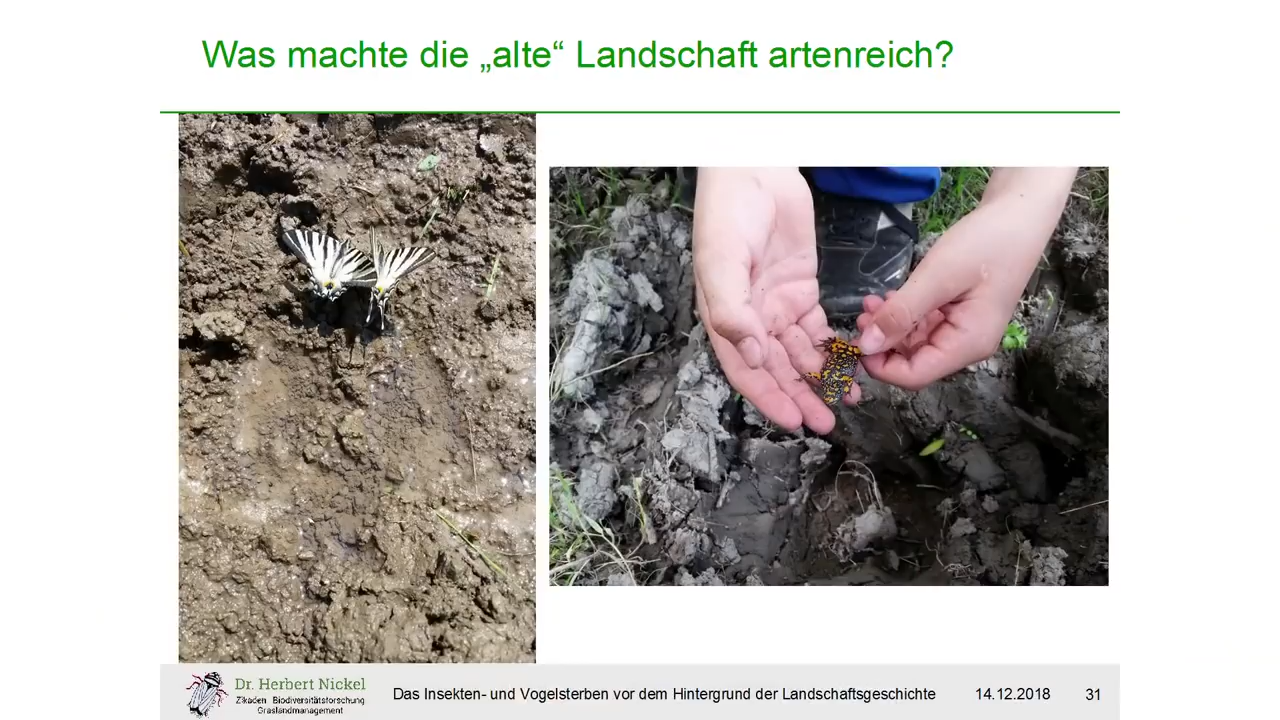 Was machte die „alte“ Landschaft artenreich?
Dr. Herbert Nickel
Zikaden Biodiversitätsforschung
Graslandmanagement
Das Insekten- und Vogelsterben vor dem Hintergrund der Landschaftsgeschichte
14.12.2018
31